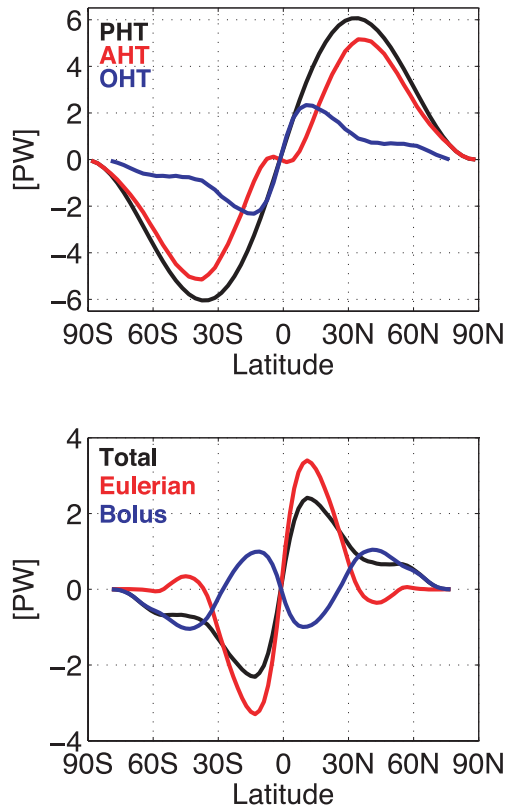 PHT
AHT
OHT
[PW]
6
4
2
0
−2
−4
−6
90S 60S 30S 0 30N 60N 90N
Latitude
Total
Eulerian
Bolus
[PW]
4
2
0
−2
−4
90S 60S 30S 0 30N 60N 90N
Latitude